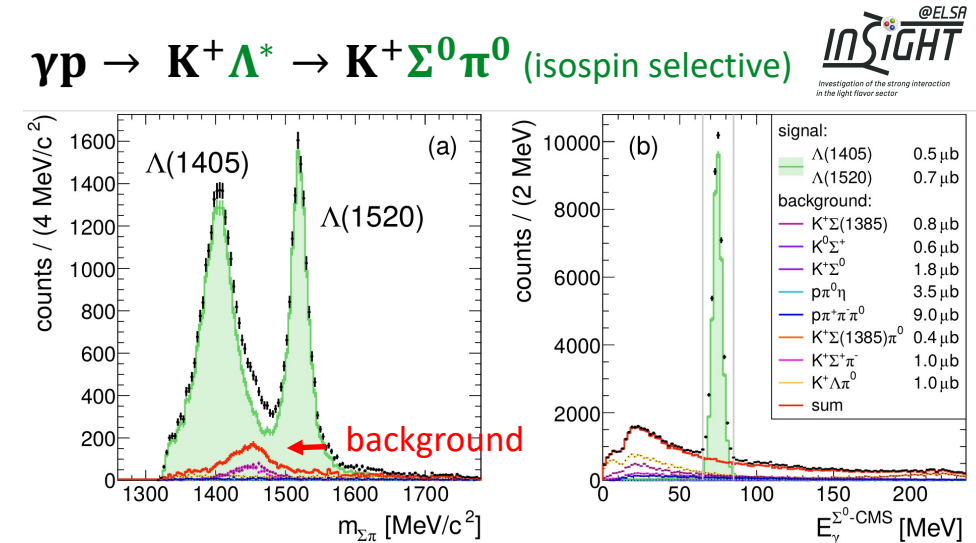 @ELSA
INSIGHT
Investigation of the strong interaction
in the light flavor sector
γp → K⁺Λ* → K⁺Σ⁰π⁰ (isospin selective)
counts / (4 MeV/c²)
1600
1400
1200
1000
800
600
400
200
0
1300 1400 1500 1600 1700
m_Σπ [MeV/c²]
(a)
Λ(1405)
Λ(1520)
background
counts / (2 MeV)
10000
8000
6000
4000
2000
0
0 50 100 150 200
E_γ^Σ⁰-CMS [MeV]
(b)
signal:
Λ(1405) 0.5 μb
Λ(1520) 0.7 μb
background:
K⁺Σ(1385) 0.8 μb
K⁰Σ⁺ 0.6 μb
K⁺Σ⁰ 1.8 μb
pπ⁰η 3.5 μb
pπ⁺π⁻π⁰ 9.0 μb
K⁺Σ(1385)π⁰ 0.4 μb
K⁺Σ⁺π⁻ 1.0 μb
K⁺Λπ⁰ 1.0 μb
sum